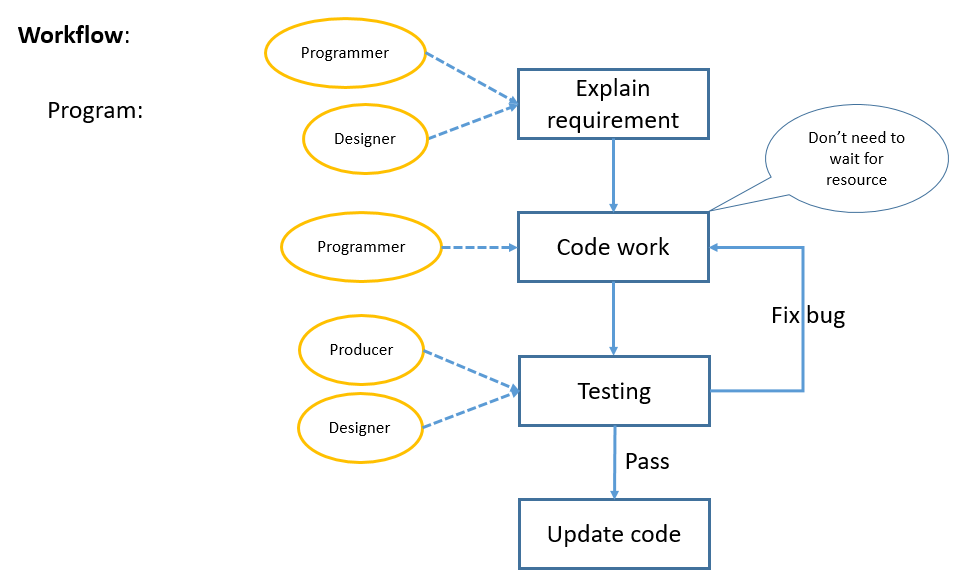 Workflow:
Program:
Programmer
Designer
Explain
requirement
Don’t need to
wait for
resource
Programmer
Code work
Fix bug
Producer
Designer
Testing
Pass
Update code